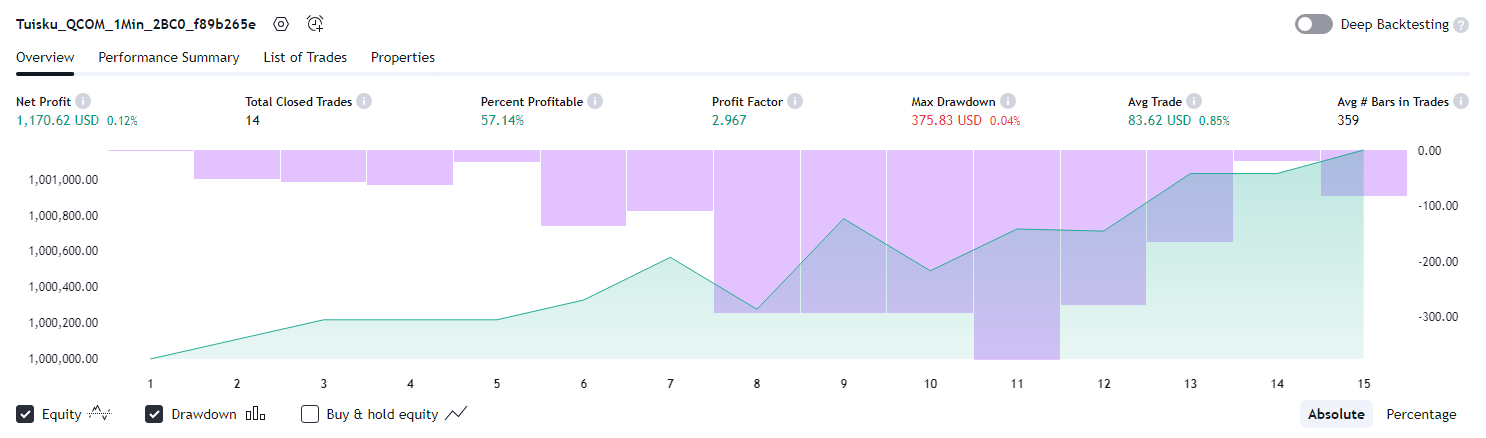 Tuisku_QCOM_1Min_2BC0_f89b265e
Deep Backtesting ?
Overview Performance Summary List of Trades Properties
Net Profit i Total Closed Trades i Percent Profitable i Profit Factor i Max Drawdown i Avg Trade i Avg # Bars in Trades i
1,170.62 USD 0.12% 14 57.14% 2.967 375.83 USD 0.04% 83.62 USD 0.85% 359
0.00
1,001,000.00
1,000,800.00 -100.00
1,000,600.00
1,000,400.00 -200.00
1,000,200.00 -300.00
1,000,000.00
1 2 3 4 5 6 7 8 9 10 11 12 13 14 15
Equity Drawdown Buy & hold equity Absolute Percentage